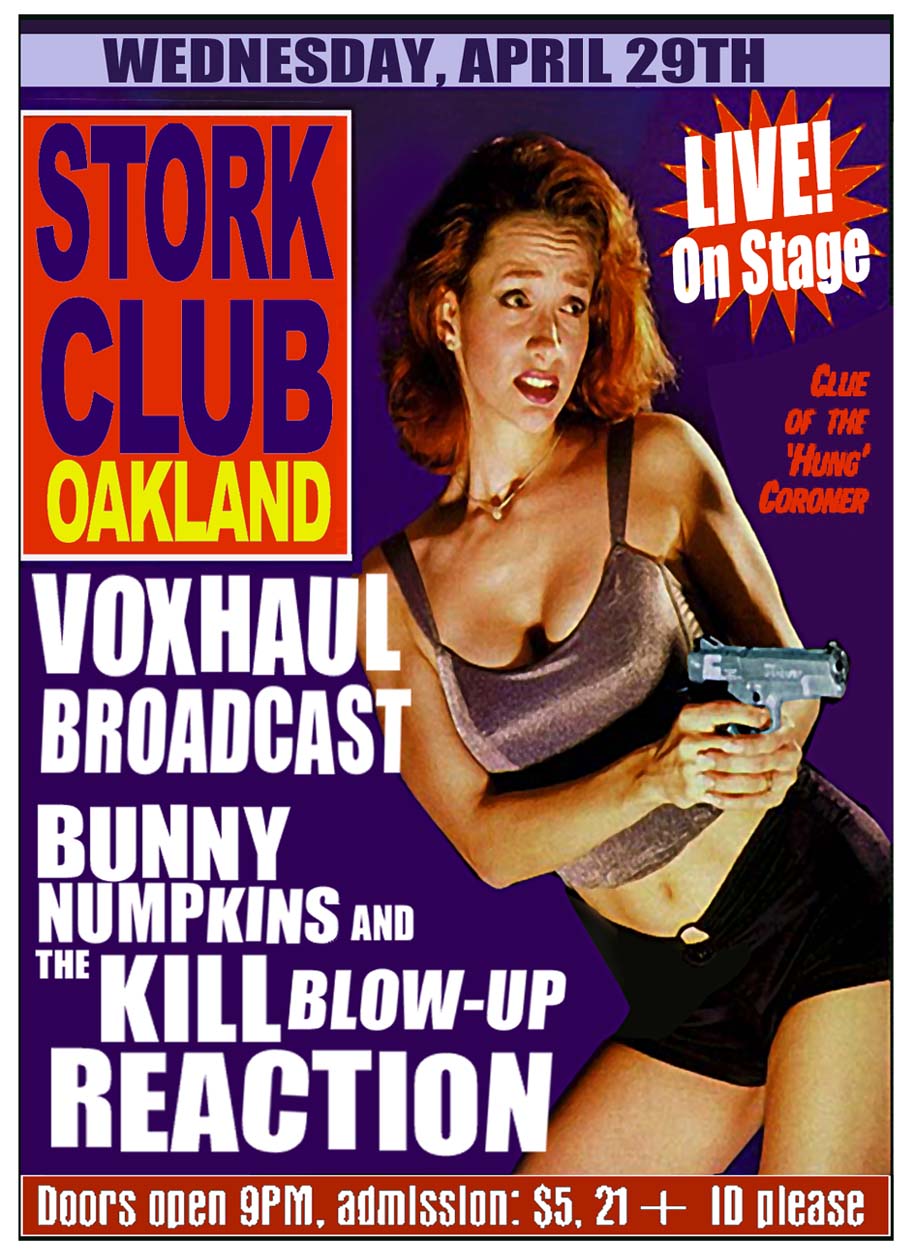 WEDNESDAY, APRIL 29TH
STORK
CLUB
OAKLAND
LIVE!
On Stage
CLUE
OF THE
'HUNG'
CORONER
VOXHAUL
BROADCAST
BUNNY
NUMPKINS AND
THE KILL BLOW-UP
REACTION
Doors open 9PM, admission: $5, 21+ ID please